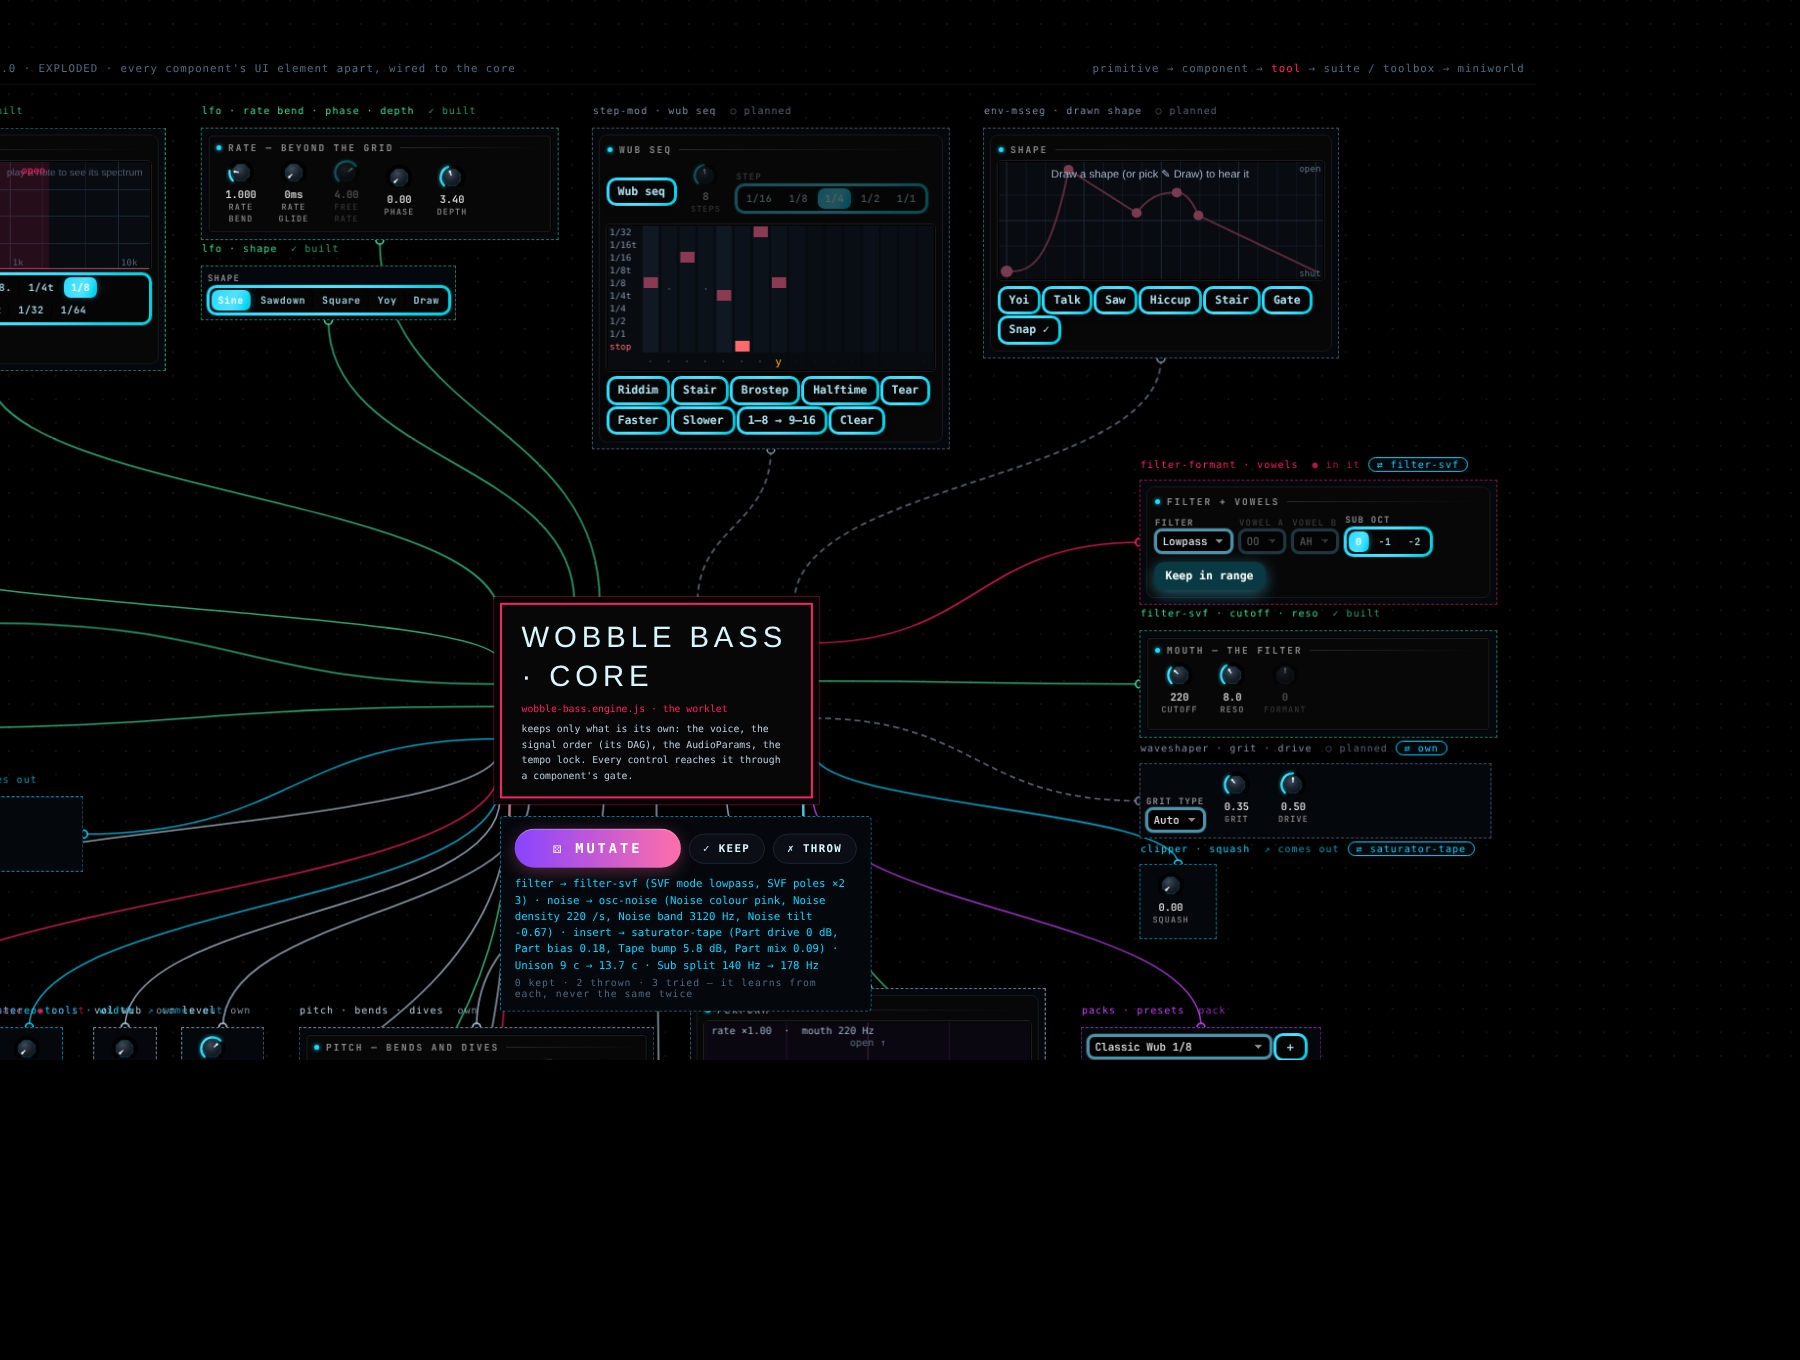 .0 · EXPLODED · every component's UI element apart, wired to the core
primitive → component → tool → suite / toolbox → miniworld
uilt
play a note to see its spectrum
open
1k
10k
8. 1/4t 1/8
1/32 1/64
lfo · rate bend · phase · depth ✓ built
RATE — BEYOND THE GRID
1.000 0ms 4.00 0.00 3.40
RATE BEND
RATE GLIDE
FREE RATE
PHASE
DEPTH
lfo · shape ✓ built
SHAPE
Sine Sawdown Square Yoy Draw
step-mod · wub seq ○ planned
WUB SEQ
Wub seq
8
STEPS
STEP
1/16 1/8 1/4 1/2 1/1
1/32
1/16t
1/16
1/8t
1/8
1/4t
1/4
1/2
1/1
stop
y
Riddim Stair Brostep Halftime Tear
Faster Slower 1–8 → 9–16 Clear
env-msseg · drawn shape ○ planned
SHAPE
Draw a shape (or pick ✎ Draw) to hear it
open
shut
Yoi Talk Saw Hiccup Stair Gate
Snap ✓
filter-formant · vowels ● in it ⇄ filter-svf
FILTER + VOWELS
FILTER VOWEL A VOWEL B SUB OCT
Lowpass OO AH 0 -1 -2
Keep in range
filter-svf · cutoff · reso ✓ built
MOUTH — THE FILTER
220 8.0 0
CUTOFF RESO FORMANT
waveshaper · grit · drive ○ planned ⇄ own
GRIT TYPE
Auto
0.35 0.50
GRIT DRIVE
clipper · squash ↗ comes out ⇄ saturator-tape
0.00
SQUASH
WOBBLE BASS
· CORE
wobble-bass.engine.js · the worklet
keeps only what is its own: the voice, the
signal order (its DAG), the AudioParams, the
tempo lock. Every control reaches it through
a component's gate.
es out
⚄ MUTATE ✓ KEEP ✗ THROW
filter → filter-svf (SVF mode lowpass, SVF poles ×2
3) · noise → osc-noise (Noise colour pink, Noise
density 220 /s, Noise band 3120 Hz, Noise tilt
-0.67) · insert → saturator-tape (Part drive 0 dB,
Part bias 0.18, Tape bump 5.8 dB, Part mix 0.09) ·
Unison 9 c → 13.7 c · Sub split 140 Hz → 178 Hz
0 kept · 2 thrown · 3 tried — it learns from
each, never the same twice
level own
pitch · bends · dives own
PITCH — BENDS AND DIVES
rate ×1.00 · mouth 220 Hz
open ↑
packs · presets pack
Classic Wub 1/8 +